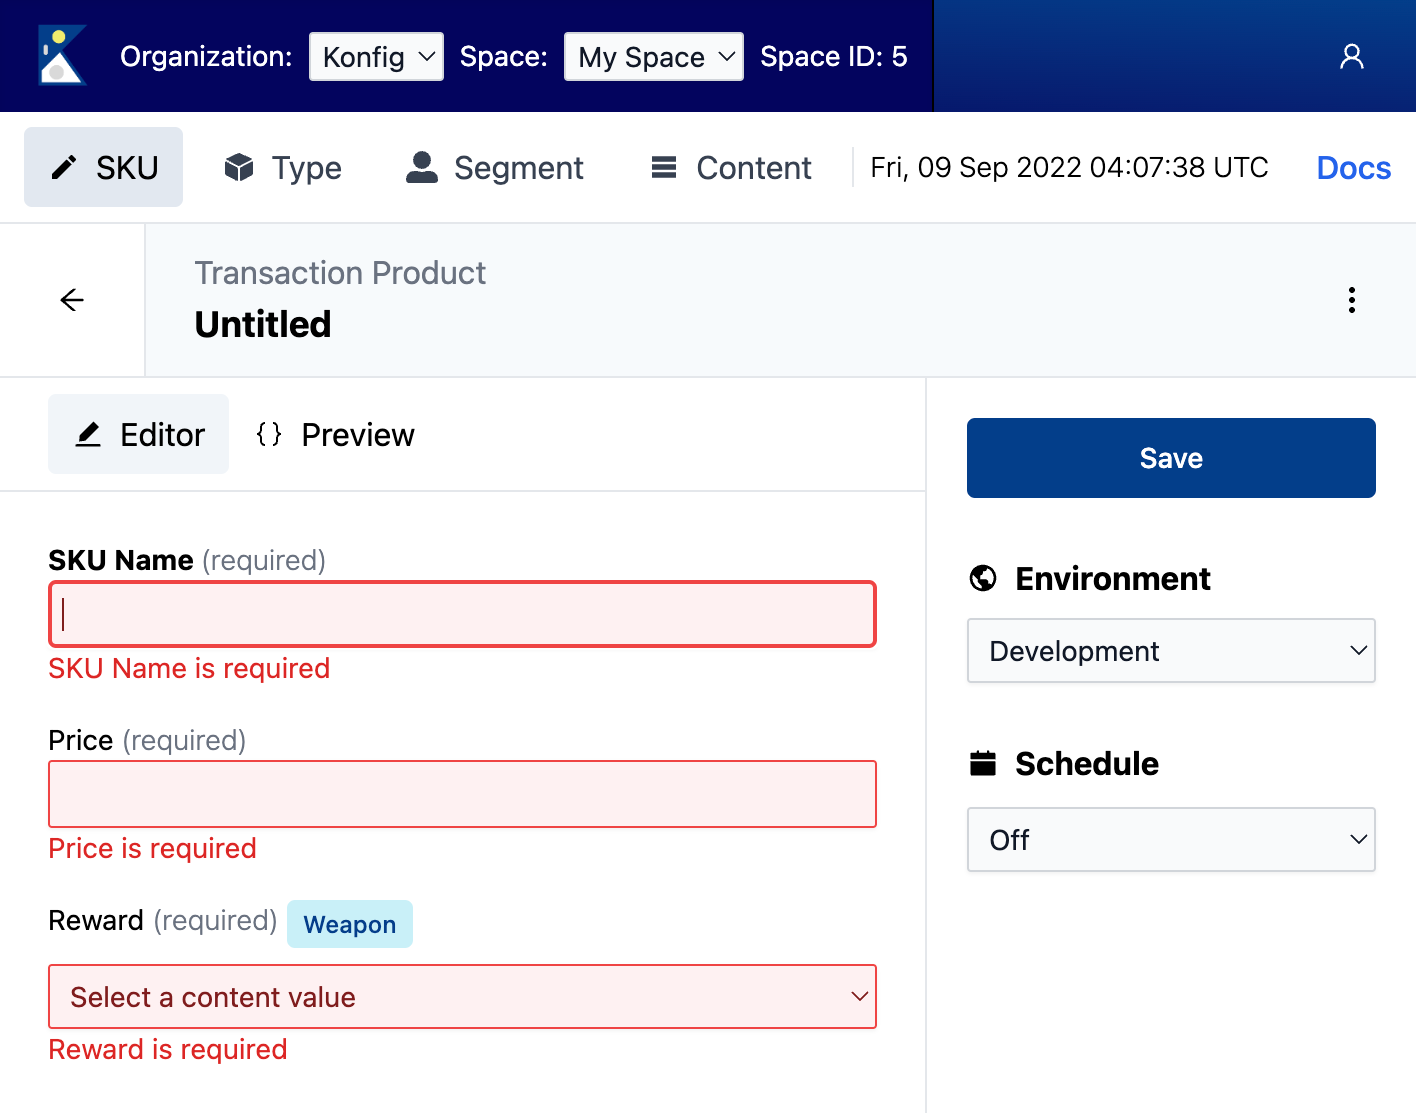 Organization: Konfig Space: My Space Space ID: 5
SKU Type Segment Content Fri, 09 Sep 2022 04:07:38 UTC Docs
Transaction Product
Untitled
Editor {} Preview
Save
SKU Name (required)
SKU Name is required
Price (required)
Price is required
Reward (required) Weapon
Select a content value
Reward is required
Environment
Development
Schedule
Off